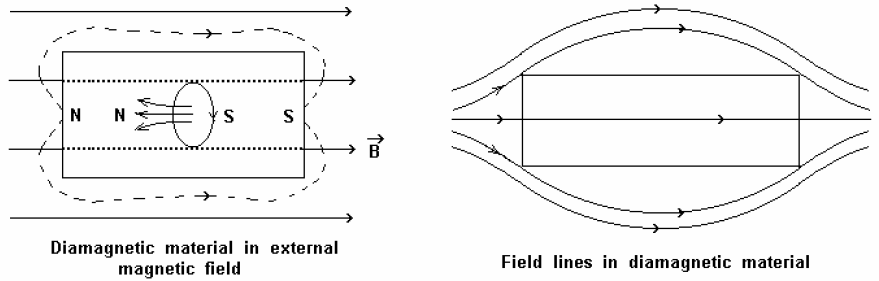 N N S S
B
Diamagnetic material in external
magnetic field
Field lines in diamagnetic material